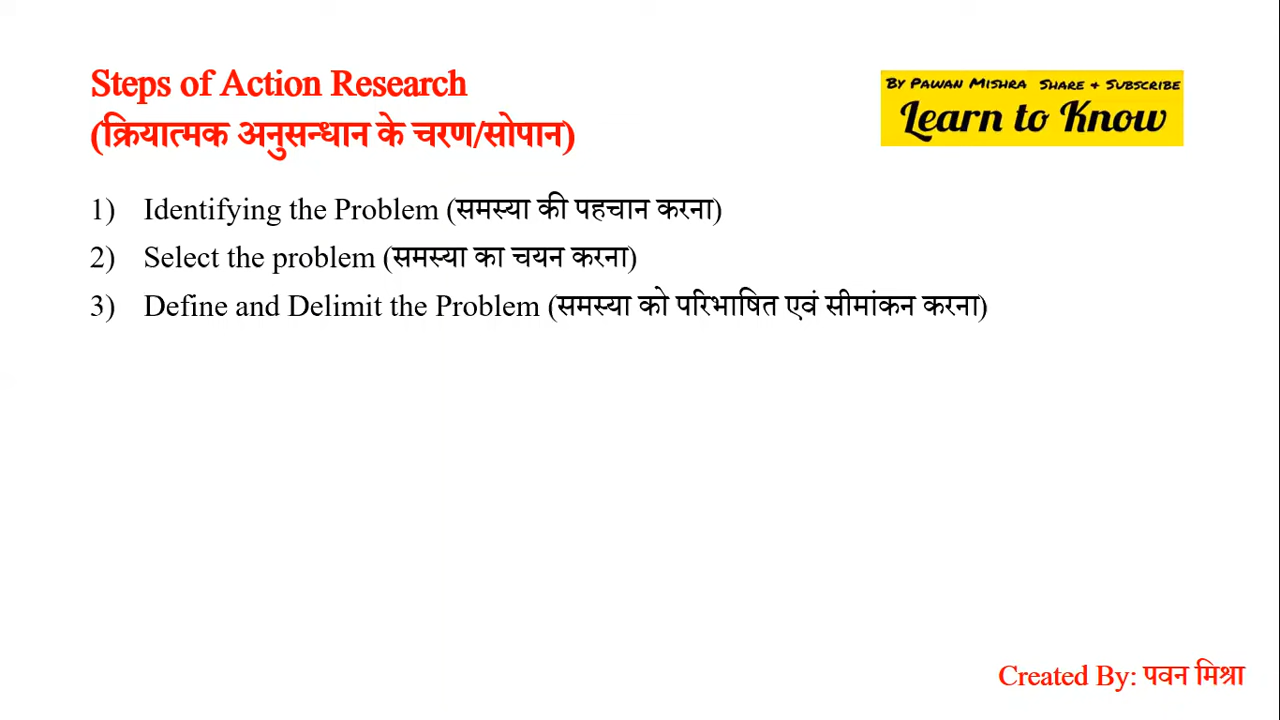 Steps of Action Research
(क्रियात्मक अनुसन्धान के चरण/सोपान)
By Pawan Mishra Share & Subscribe
Learn to Know
1) Identifying the Problem (समस्या की पहचान करना)
2) Select the problem (समस्या का चयन करना)
3) Define and Delimit the Problem (समस्या को परिभाषित एवं सीमांकन करना)
Created By: पवन मिश्रा